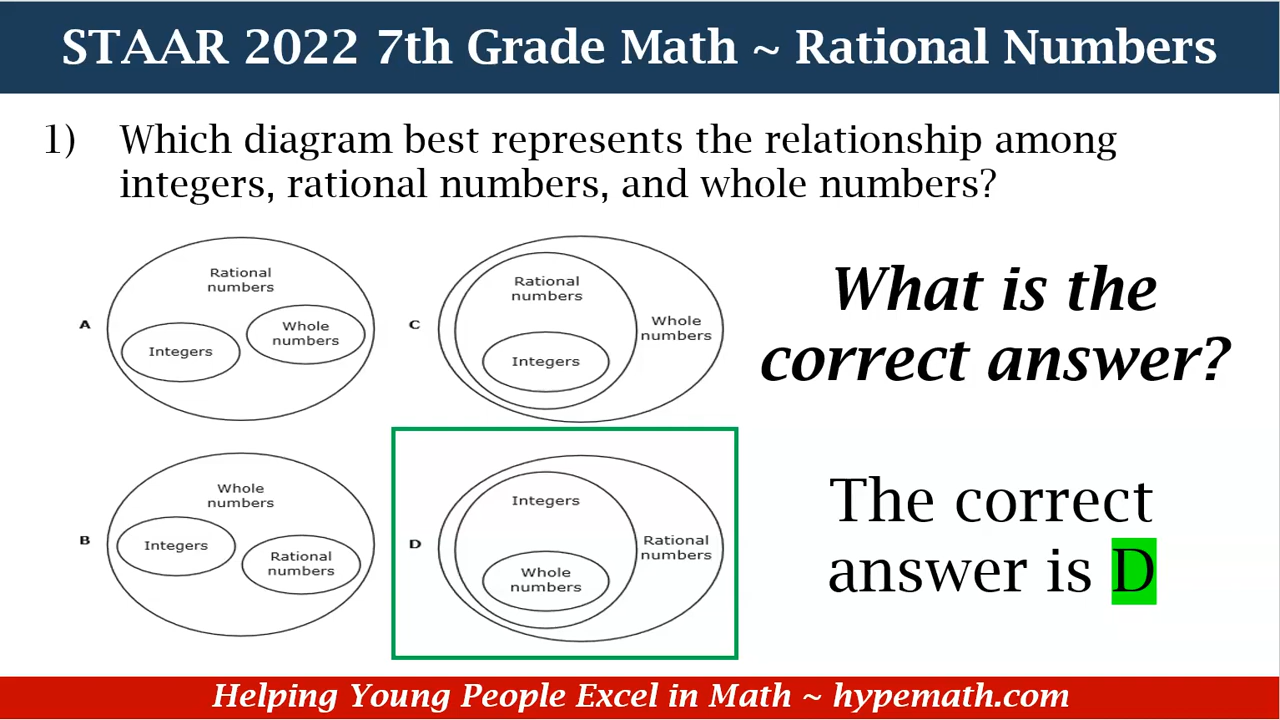 STAAR 2022 7th Grade Math ~ Rational Numbers
1) Which diagram best represents the relationship among
integers, rational numbers, and whole numbers?
A
Rational
numbers
Integers
Whole
numbers
C
Rational
numbers
Integers
Whole
numbers
What is the
correct answer?
B
Whole
numbers
Integers
Rational
numbers
D
Integers
Whole
numbers
Rational
numbers
The correct
answer is D
Helping Young People Excel in Math ~ hypemath.com